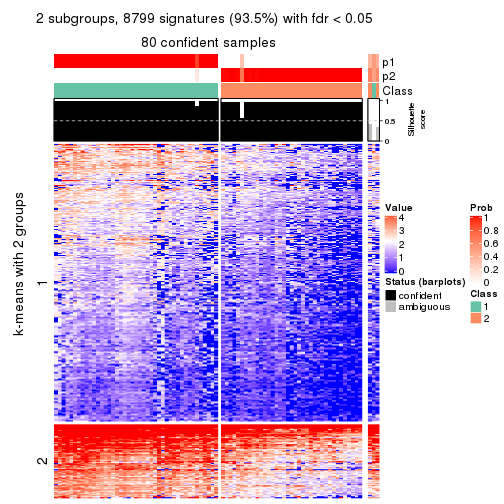 2 subgroups, 8799 signatures (93.5%) with fdr < 0.05
80 confident samples
p1
p2
Class
1
0.5
0
Silhouette
score
k-means with 2 groups
1
2
Value
4
3
2
1
0
Status (barplots)
confident
ambiguous
Prob
1
0.8
0.6
0.4
0.2
0
Class
1
2